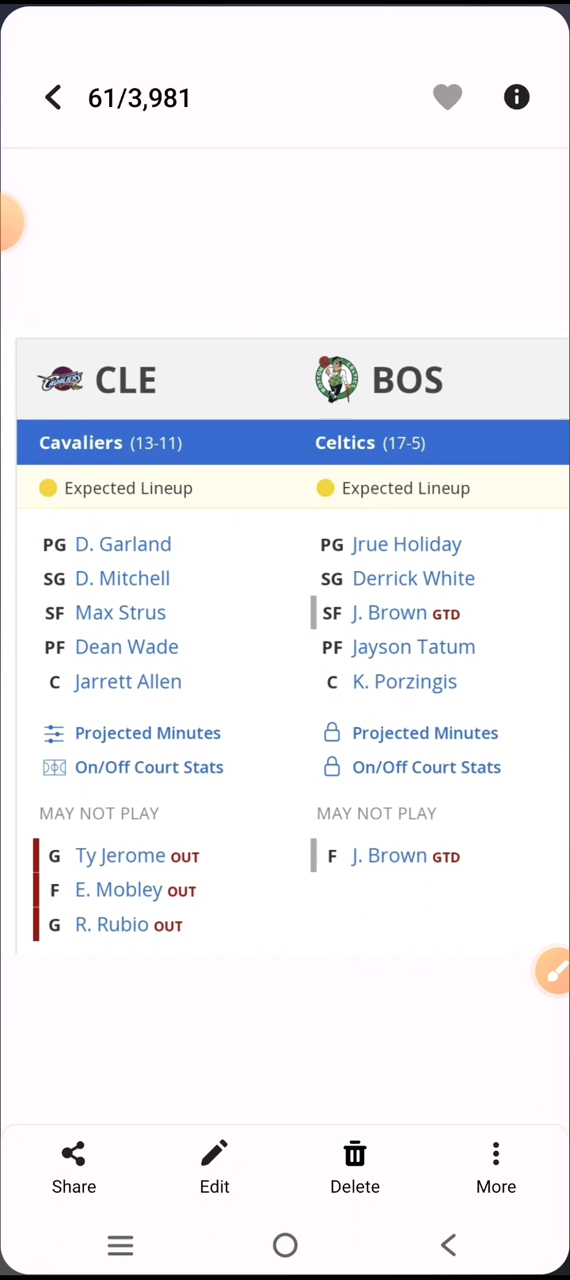 61/3,981
CLE
BOS
Cavaliers (13-11)
Celtics (17-5)
Expected Lineup
Expected Lineup
PG D. Garland
SG D. Mitchell
SF Max Strus
PF Dean Wade
C Jarrett Allen
Projected Minutes
On/Off Court Stats
MAY NOT PLAY
G Ty Jerome OUT
F E. Mobley OUT
G R. Rubio OUT
PG Jrue Holiday
SG Derrick White
SF J. Brown GTD
PF Jayson Tatum
C K. Porzingis
Projected Minutes
On/Off Court Stats
MAY NOT PLAY
F J. Brown GTD
Share
Edit
Delete
More